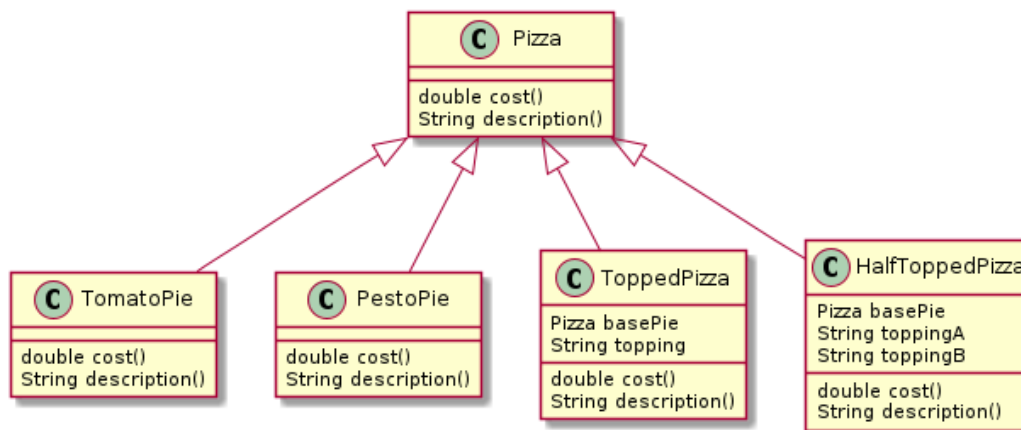 C Pizza
double cost()
String description()
C TomatoPie
double cost()
String description()
C PestoPie
double cost()
String description()
C ToppedPizza
Pizza basePie
String topping
double cost()
String description()
C HalfToppedPizza
Pizza basePie
String toppingA
String toppingB
double cost()
String description()